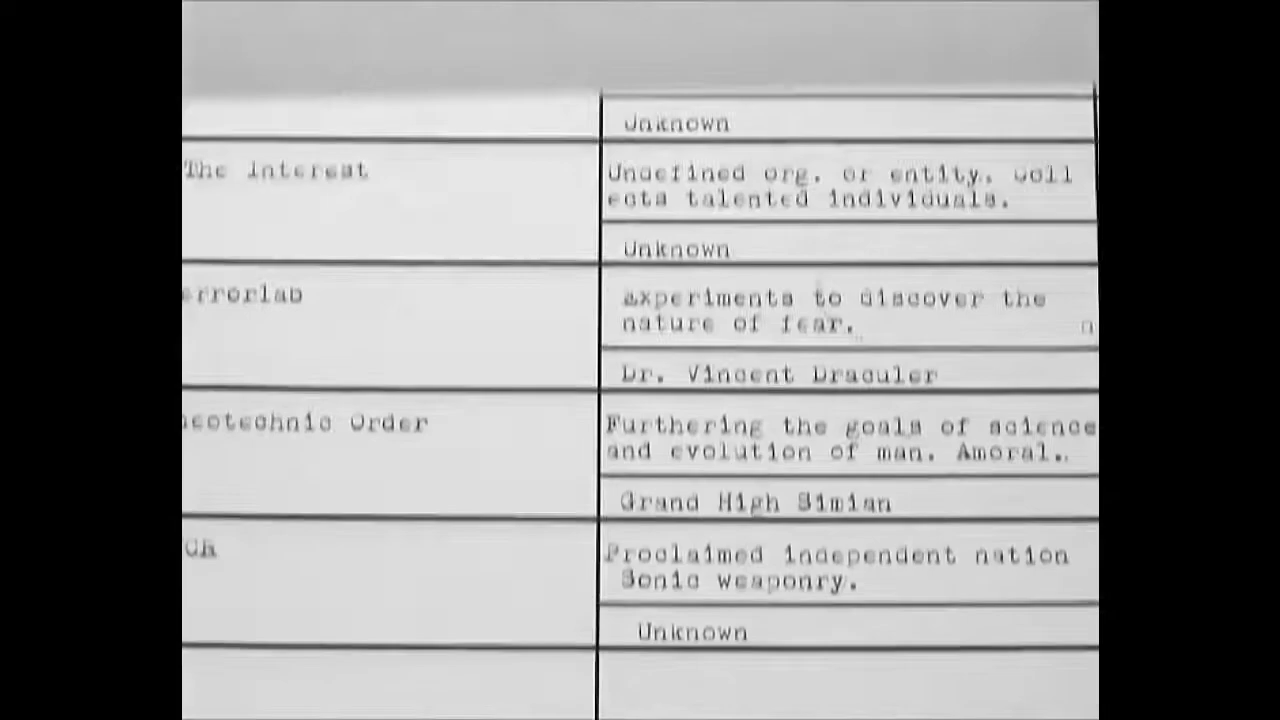 Unknown
The Interest
Undefined org. or entity. Coll
ects talented individuals.
Unknown
errorlab
experiments to discover the
nature of fear.
n
Dr. Vincent Draculer
eotechnic Order
Furthering the goals of science
and evolution of man. Amoral.
Grand High Simian
Proclaimed independent nation
Sonic weaponry.
Unknown